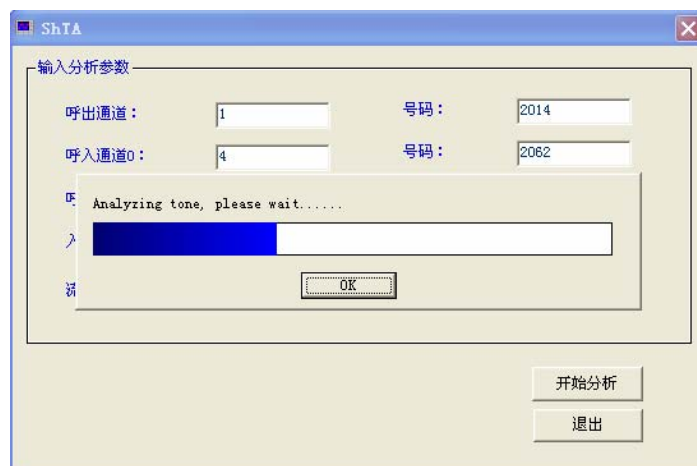 ShTA
输入分析参数
呼出通道： 1 号码： 2014
呼入通道0： 4 号码： 2062
Analyzing tone, please wait......
OK
开始分析
退出